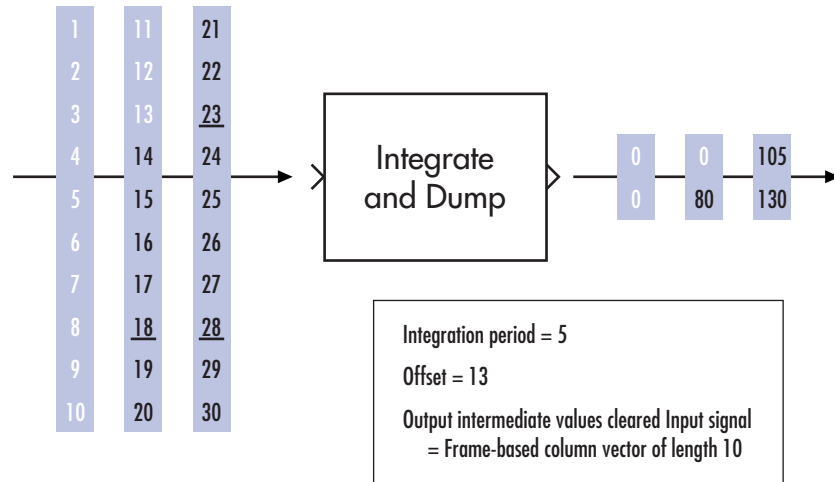 1 11 21
2 12 22
3 13 23
4 14 24
5 15 25
6 16 26
7 17 27
8 18 28
9 19 29
10 20 30
Integrate
and Dump
0 0 105
0 80 130
Integration period = 5
Offset = 13
Output intermediate values cleared Input signal
= Frame-based column vector of length 10